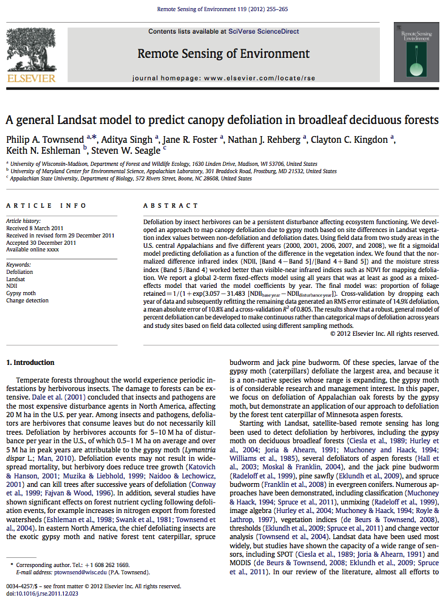 Remote Sensing of Environment 119 (2012) 255–265
Contents lists available at SciVerse ScienceDirect
Remote Sensing of Environment
journal homepage: www.elsevier.com/locate/rse
ELSEVIER
A general Landsat model to predict canopy defoliation in broadleaf deciduous forests
Philip A. Townsend a,*, Aditya Singh a, Jane R. Foster a, Nathan J. Rehberg a, Clayton C. Kingdon a,
Keith N. Eshleman b, Steven W. Seagle c
a University of Wisconsin-Madison, Department of Forest and Wildlife Ecology, 1630 Linden Drive, Madison, WI 53706, United States
b University of Maryland Center for Environmental Science, Appalachian Laboratory, 301 Braddock Road, Frostburg, MD 21532, United States
c Appalachian State University, Department of Biology, 572 Rivers Street, Boone, NC 28608, United States
ARTICLE INFO
Article history:
Received 8 March 2011
Received in revised form 29 December 2011
Accepted 30 December 2011
Available online xxxx
Keywords:
Defoliation
Landsat
NDII
Gypsy moth
Change detection
ABSTRACT
Defoliation by insect herbivores can be a persistent disturbance affecting ecosystem functioning. We devel-
oped an approach to map canopy defoliation due to gypsy moth based on site differences in Landsat vegeta-
tion index values between non-defoliation and defoliation dates. Using field data from two study areas in the
U.S. central Appalachians and five different years (2000, 2001, 2006, 2007, and 2008), we fit a sigmoidal
model predicting defoliation as a function of the difference in the vegetation index. We found that the nor-
malized difference infrared index (NDII, [Band 4 − Band 5]/[Band 4 + Band 5]) and the moisture stress
index (Band 5/Band 4) worked better than visible-near infrared indices such as NDVI for mapping defolia-
tion. We report a global 2-term fixed-effects model using all years that was at least as good as a mixed-
effects model that varied the model coefficients by year. The final model was: proportion of foliage
retained = 1/(1 + exp[3.057 − 31.483 [NDIIbase year − NDIIdisturbance year]). Cross-validation by dropping each
year of data and subsequently refitting the remaining data generated an RMS error estimate of 14.9% defoliation,
a mean absolute error of 10.8% and a cross-validation R² of 0.805. The results show that a robust, general model of
percent defoliation can be developed to make continuous rather than categorical maps of defoliation across years
and study sites based on field data collected using different sampling methods.
© 2012 Elsevier Inc. All rights reserved.
1. Introduction
Temperate forests throughout the world experience periodic in-
festations by herbivorous insects. The damage to forests can be ex-
tensive. Dale et al. (2001) concluded that insects and pathogens are
the most expensive disturbance agents in North America, affecting
20 M ha in the U.S. per year. Among insects and pathogens, defolia-
tors are herbivores that consume leaves but do not necessarily kill
trees. Defoliation by herbivores accounts for 5–10 M ha of distur-
bance per year in the U.S., of which 0.5–1 M ha on average and over
5 M ha in peak years are attributable to the gypsy moth (Lymantria
dispar L.; Man, 2010). Defoliation events may not result in wide-
spread mortality, but herbivory does reduce tree growth (Katovich
& Hanson, 2001; Muzika & Liebhold, 1999; Naidoo & Lechowicz,
2001) and can kill trees after successive years of defoliation (Conway
et al., 1999; Fajvan & Wood, 1996). In addition, several studies have
shown significant effects on forest nutrient cycling following defoli-
ation events, for example increases in nitrogen export from forested
watersheds (Eshleman et al., 1998; Swank et al., 1981; Townsend et
al., 2004). In eastern North America, the chief defoliating insects are
the exotic gypsy moth and native forest tent caterpillar, spruce
budworm and jack pine budworm. Of these species, larvae of the
gypsy moth (caterpillars) defoliate the largest area, and because it
is a non-native species whose range is expanding, the gypsy moth
is of considerable research and management interest. In this paper,
we focus on defoliation of Appalachian oak forests by the gypsy
moth, but demonstrate an application of our approach to defoliation
by the forest tent caterpillar of Minnesota aspen forests.
Starting with Landsat, satellite-based remote sensing has long
been used to detect defoliation by herbivores, including the gypsy
moth on deciduous broadleaf forests (Ciesla et al., 1989; Hurley et
al., 2004; Joria & Ahearn, 1991; Muchoney and Haack, 1994;
Williams et al., 1985), several defoliators of aspen forests (Hall et
al., 2003; Moskal & Franklin, 2004), and the jack pine budworm
(Radeloff et al., 1999), pine sawfly (Eklundh et al., 2009), and spruce
budworm (Franklin et al., 2008) in evergreen conifers. Numerous ap-
proaches have been demonstrated, including classification (Muchoney
& Haack, 1994; Spruce et al., 2011), unmixing (Radeloff et al., 1999),
image algebra (Hurley et al., 2004; Muchoney & Haack, 1994; Royle &
Lathrop, 1997), vegetation indices (de Beurs & Townsend, 2008),
thresholds (Eklundh et al., 2009; Spruce et al., 2011) and change vector
analysis (Townsend et al., 2004). Landsat data have been used most
widely, but studies have shown the capacity of a wide range of sen-
sors, including SPOT (Ciesla et al., 1989; Joria & Ahearn, 1991) and
MODIS (de Beurs & Townsend, 2008; Eklundh et al., 2009; Spruce
et al., 2011). In our review of the literature, almost all efforts to
* Corresponding author. Tel.: +1 608 262 1669.
E-mail address: ptownsend@wisc.edu (P.A. Townsend).
0034-4257/$ – see front matter © 2012 Elsevier Inc. All rights reserved.
doi:10.1016/j.rse.2011.12.023